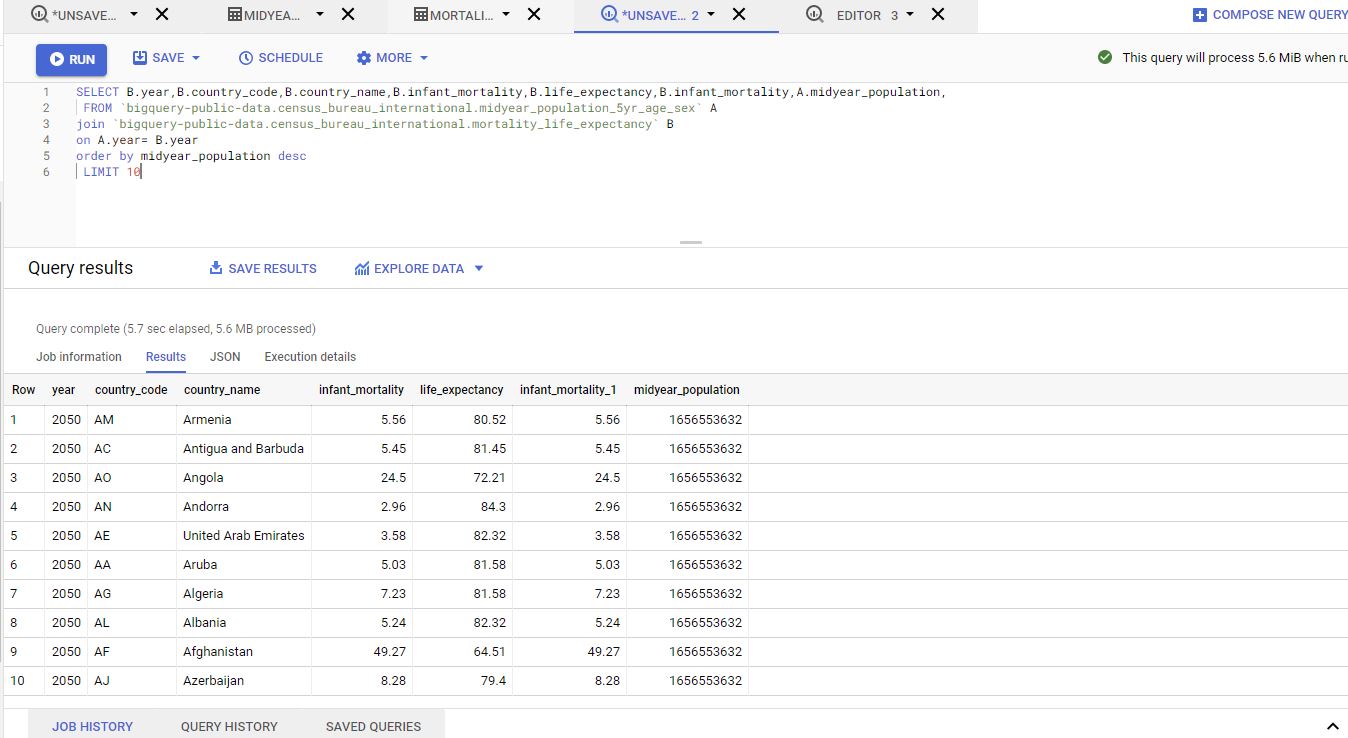 *UNSAVE... MIDYEA... MORTALI... *UNSAVE... 2 EDITOR 3 COMPOSE NEW QUERY
RUN SAVE SCHEDULE MORE This query will process 5.6 MiB when ru
1 SELECT B.year,B.country_code,B.country_name,B.infant_mortality,B.life_expectancy,B.infant_mortality,A.midyear_population,
2 FROM `bigquery-public-data.census_bureau_international.midyear_population_5yr_age_sex` A
3 join `bigquery-public-data.census_bureau_international.mortality_life_expectancy` B
4 on A.year= B.year
5 order by midyear_population desc
6 LIMIT 10
Query results SAVE RESULTS EXPLORE DATA
Query complete (5.7 sec elapsed, 5.6 MB processed)
Job information Results JSON Execution details
Row year country_code country_name infant_mortality life_expectancy infant_mortality_1 midyear_population
1 2050 AM Armenia 5.56 80.52 5.56 1656553632
2 2050 AC Antigua and Barbuda 5.45 81.45 5.45 1656553632
3 2050 AO Angola 24.5 72.21 24.5 1656553632
4 2050 AN Andorra 2.96 84.3 2.96 1656553632
5 2050 AE United Arab Emirates 3.58 82.32 3.58 1656553632
6 2050 AA Aruba 5.03 81.58 5.03 1656553632
7 2050 AG Algeria 7.23 81.58 7.23 1656553632
8 2050 AL Albania 5.24 82.32 5.24 1656553632
9 2050 AF Afghanistan 49.27 64.51 49.27 1656553632
10 2050 AJ Azerbaijan 8.28 79.4 8.28 1656553632
JOB HISTORY QUERY HISTORY SAVED QUERIES